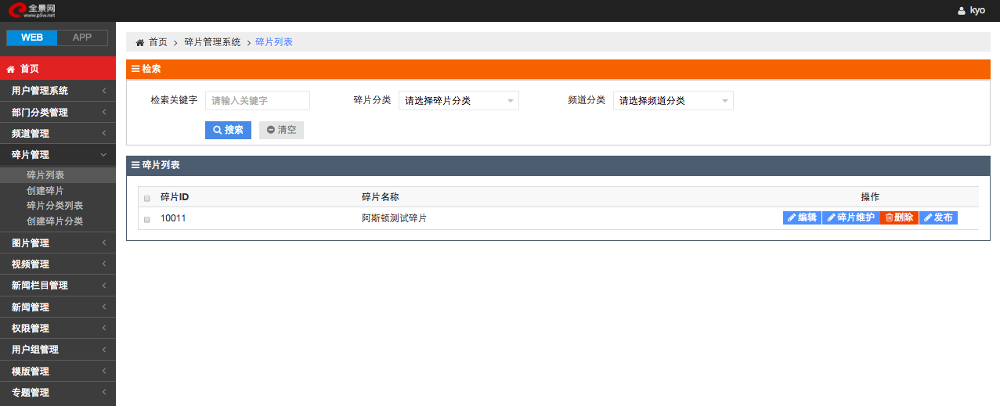 全景网
www.p5w.net
kyo
WEB APP
首页
用户管理系统
部门分类管理
频道管理
碎片管理
碎片列表
创建碎片
碎片分类列表
创建碎片分类
图片管理
视频管理
新闻栏目管理
新闻管理
权限管理
用户组管理
模版管理
专题管理
首页 > 碎片管理系统 > 碎片列表
检索
检索关键字 请输入关键字 碎片分类 请选择碎片分类 频道分类 请选择频道分类
搜索 清空
碎片列表
碎片ID 碎片名称 操作
10011 阿斯顿测试碎片 编辑 碎片维护 删除 发布